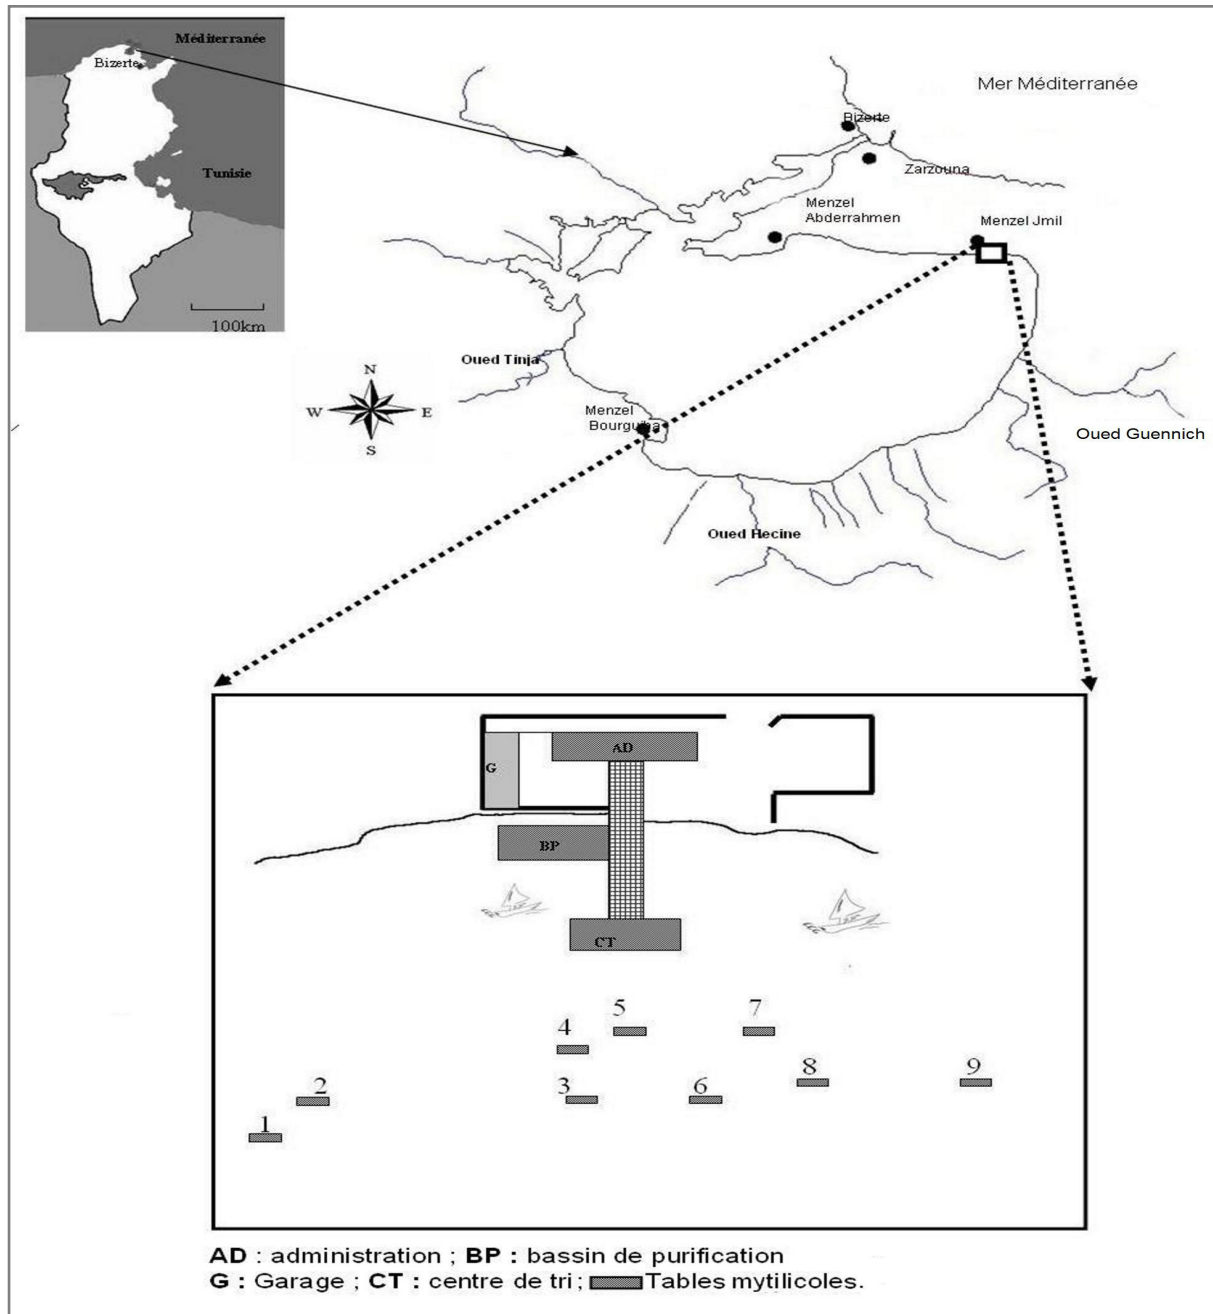 Méditerranée
Bizerte
Tunisie
100km
Mer Méditerranée
Bizerte
Zarzouna
Menzel
Abderrahmen
Menzel Jmil
Oued Tinja
N
W E
S
Menzel
Bourguiba
Oued Guennich
Oued Hecine
AD
G
BP
CT
5
7
4
8
9
2
3
6
1
AD : administration ; BP : bassin de purification
G : Garage ; CT : centre de tri ; Tables mytilicoles.